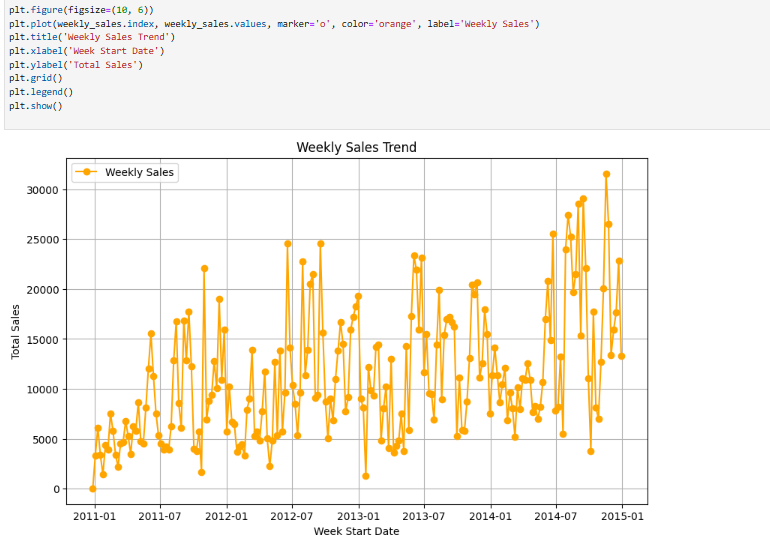 plt.figure(figsize=(10, 6))
plt.plot(weekly_sales.index, weekly_sales.values, marker='o', color='orange', label='Weekly Sales')
plt.title('Weekly Sales Trend')
plt.xlabel('Week Start Date')
plt.ylabel('Total Sales')
plt.grid()
plt.legend()
plt.show()
Weekly Sales Trend
Weekly Sales
30000
25000
20000
15000
10000
5000
0
Total Sales
2011-01 2011-07 2012-01 2012-07 2013-01 2013-07 2014-01 2014-07 2015-01
Week Start Date